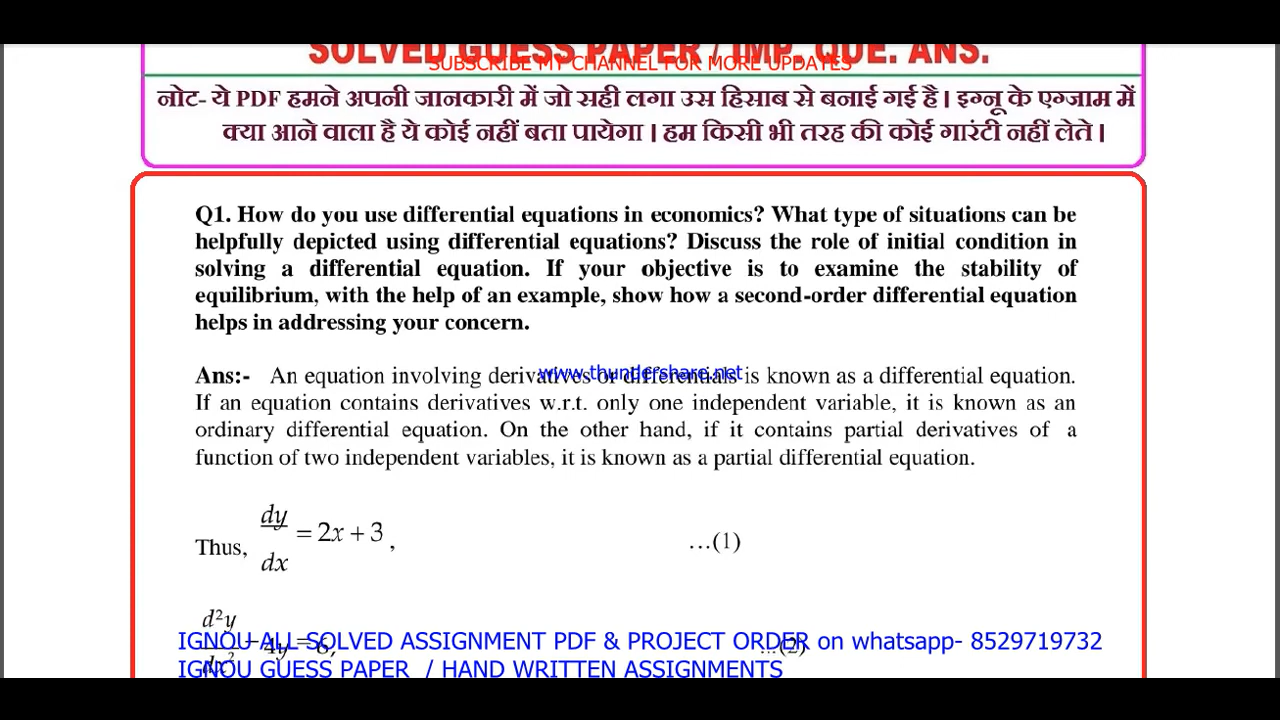 SOLVED GUESS PAPER / IMP. QUE. ANS.
SUBSCRIBE MY CHANNEL FOR MORE UPDATES
नोट- ये PDF हमने अपनी जानकारी में जो सही लगा उस हिसाब से बनाई गई है। इग्नू के एग्जाम में
क्या आने वाला है ये कोई नहीं बता पायेगा। हम किसी भी तरह की कोई गारंटी नहीं लेते।
Q1. How do you use differential equations in economics? What type of situations can be
helpfully depicted using differential equations? Discuss the role of initial condition in
solving a differential equation. If your objective is to examine the stability of
equilibrium, with the help of an example, show how a second-order differential equation
helps in addressing your concern.
Ans:- An equation involving derivatives or differentials is known as a differential equation.
www.thundershare.net
If an equation contains derivatives w.r.t. only one independent variable, it is known as an
ordinary differential equation. On the other hand, if it contains partial derivatives of a
function of two independent variables, it is known as a partial differential equation.
Thus, dy/dx = 2x + 3 , …(1)
d²y/dx² – 4y = 6, …(2)
IGNOU ALL SOLVED ASSIGNMENT PDF & PROJECT ORDER on whatsapp- 8529719732
IGNOU GUESS PAPER / HAND WRITTEN ASSIGNMENTS